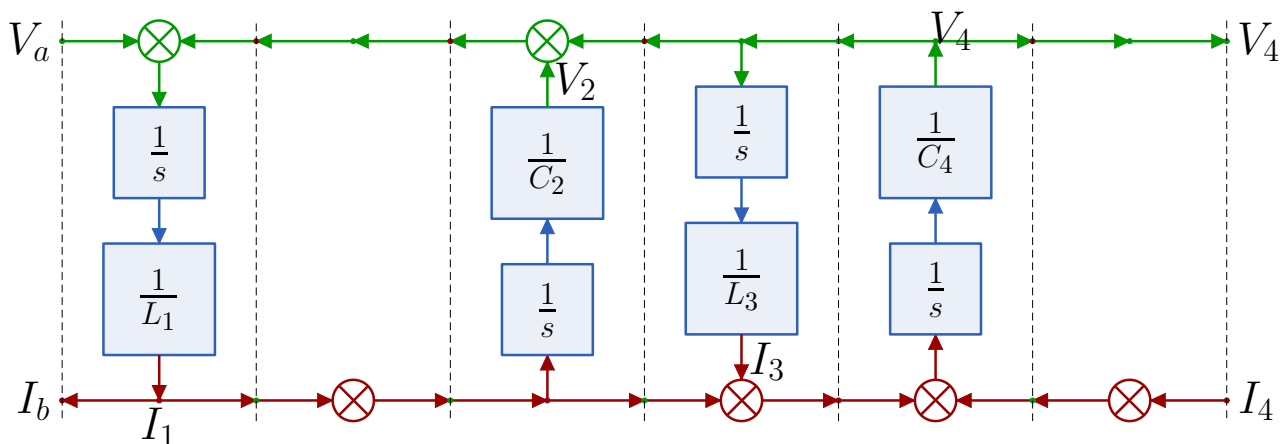 V_a V_4 V_4
V_2
1/s 1/C_2 1/s 1/C_4
1/L_1 1/s 1/L_3 1/s
I_3
I_b I_1 I_4